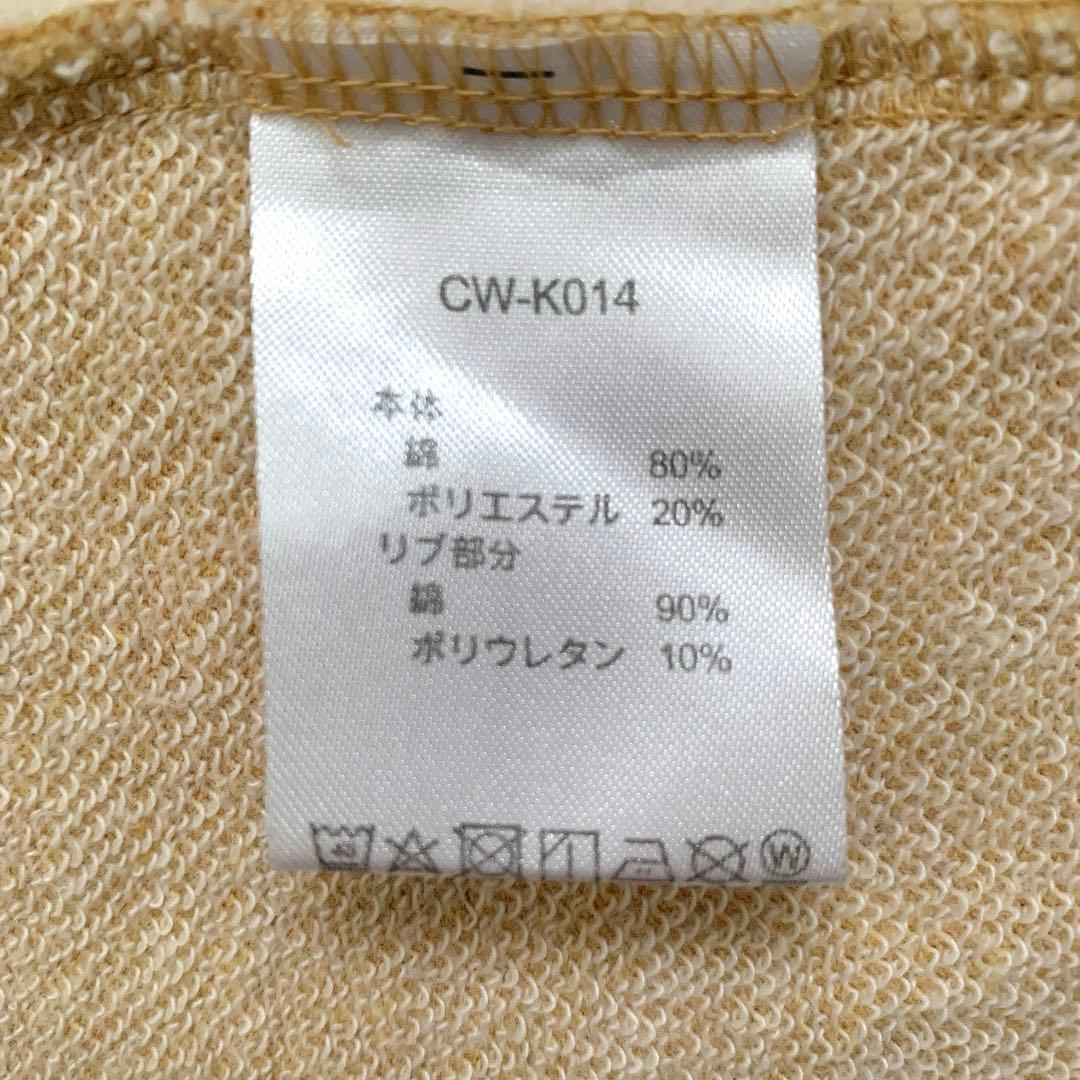 CW-K014
本体
綿 80%
ポリエステル 20%
リブ部分
綿 90%
ポリウレタン 10%
W